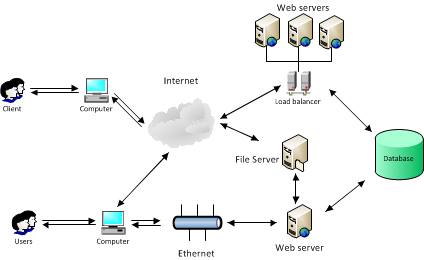 Web servers
Internet
Load balancer
Client
Computer
File Server
Database
Users
Computer
Ethernet
Web server